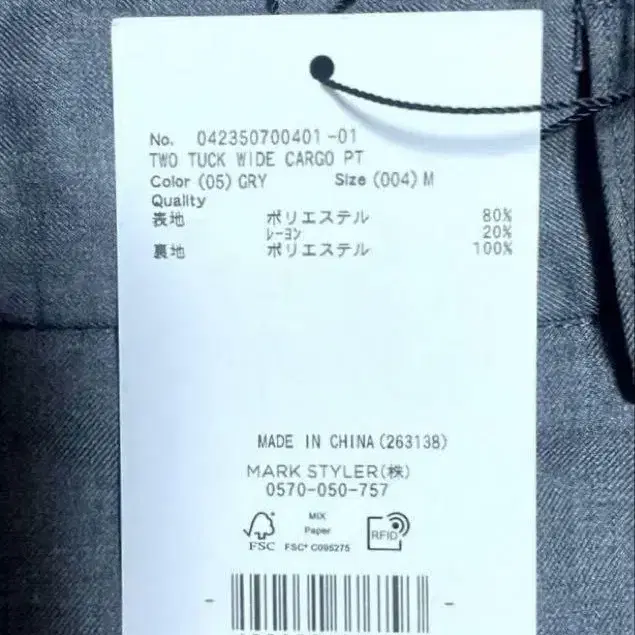 No. 042350700401-01
TWO TUCK WIDE CARGO PT
Color (05) GRY Size (004) M
Quality
表地 ポリエステル 80%
レーヨン 20%
裏地 ポリエステル 100%
MADE IN CHINA (263138)
MARK STYLER(株)
0570-050-757
FSC
MIX
Paper
FSC® C095275
RFID